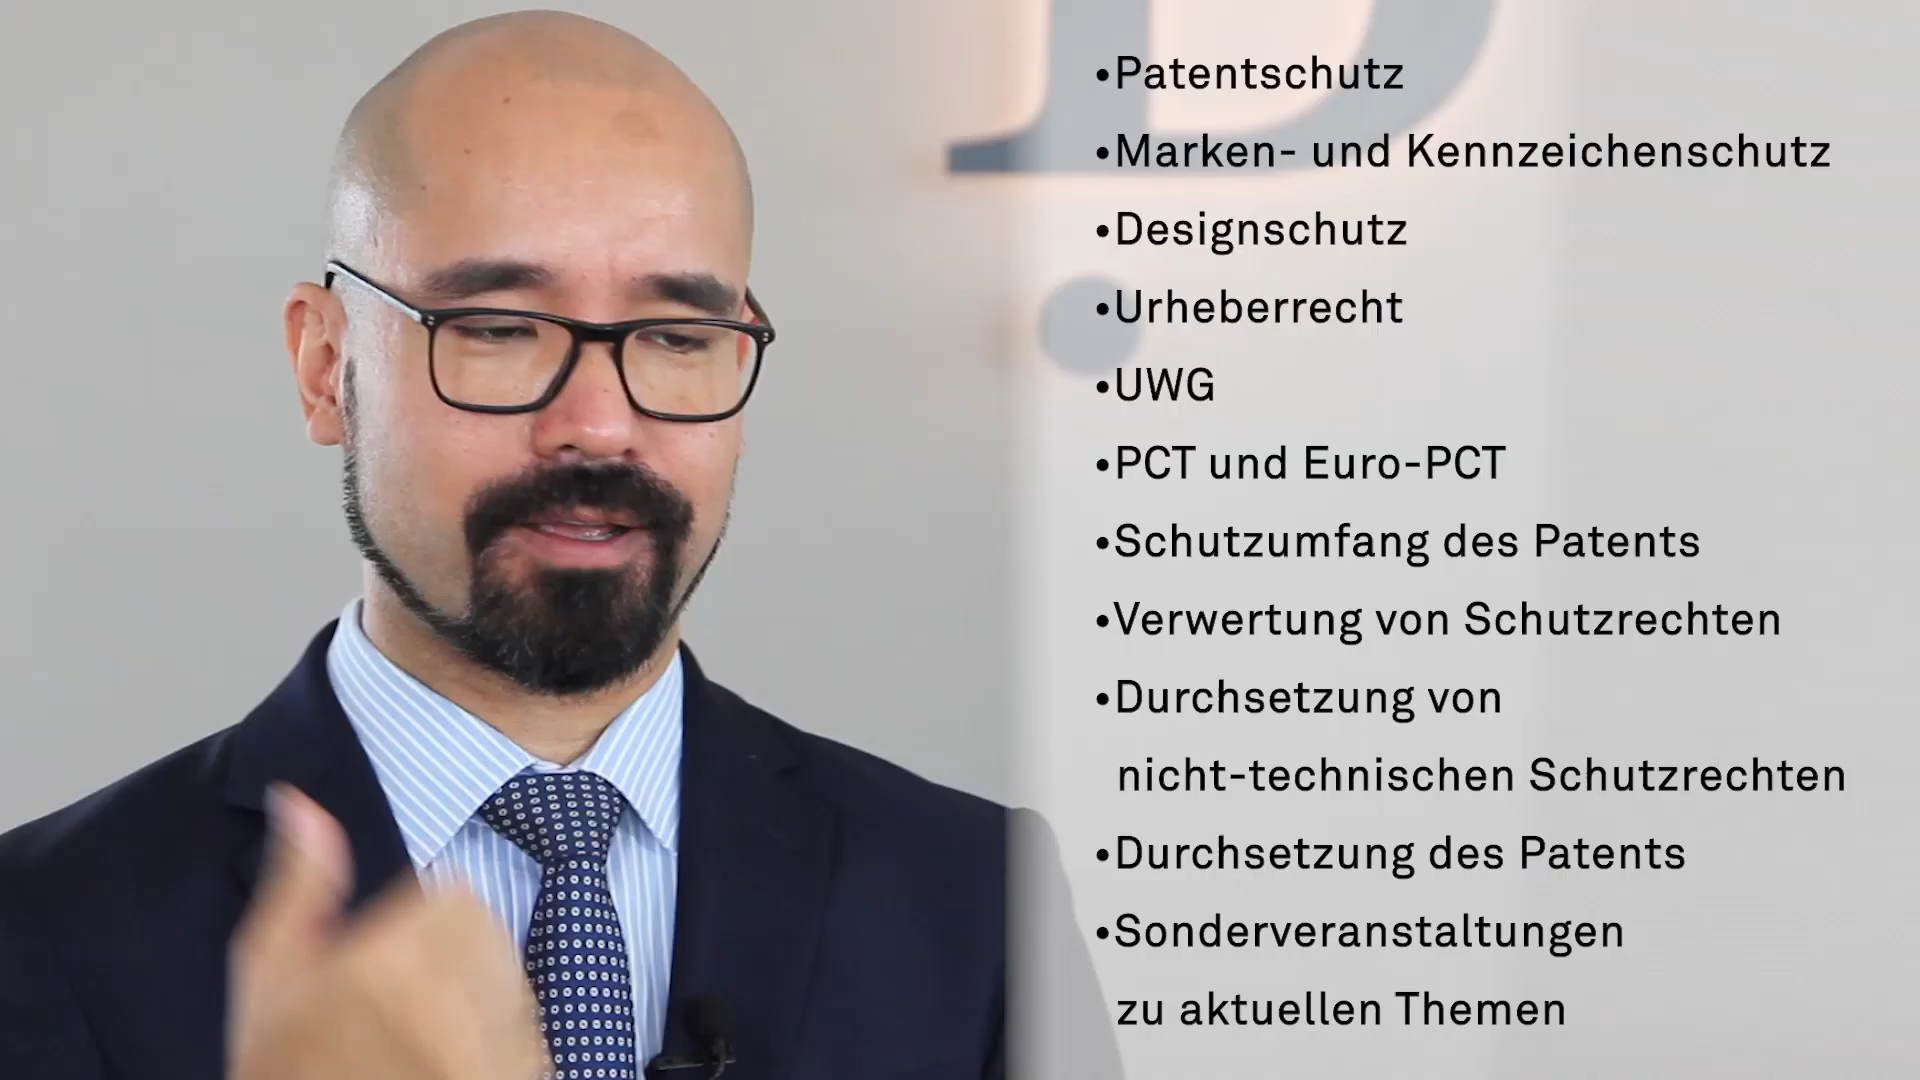 •Patentschutz
•Marken- und Kennzeichenschutz
•Designschutz
•Urheberrecht
•UWG
•PCT und Euro-PCT
•Schutzumfang des Patents
•Verwertung von Schutzrechten
•Durchsetzung von
nicht-technischen Schutzrechten
•Durchsetzung des Patents
•Sonderveranstaltungen
zu aktuellen Themen